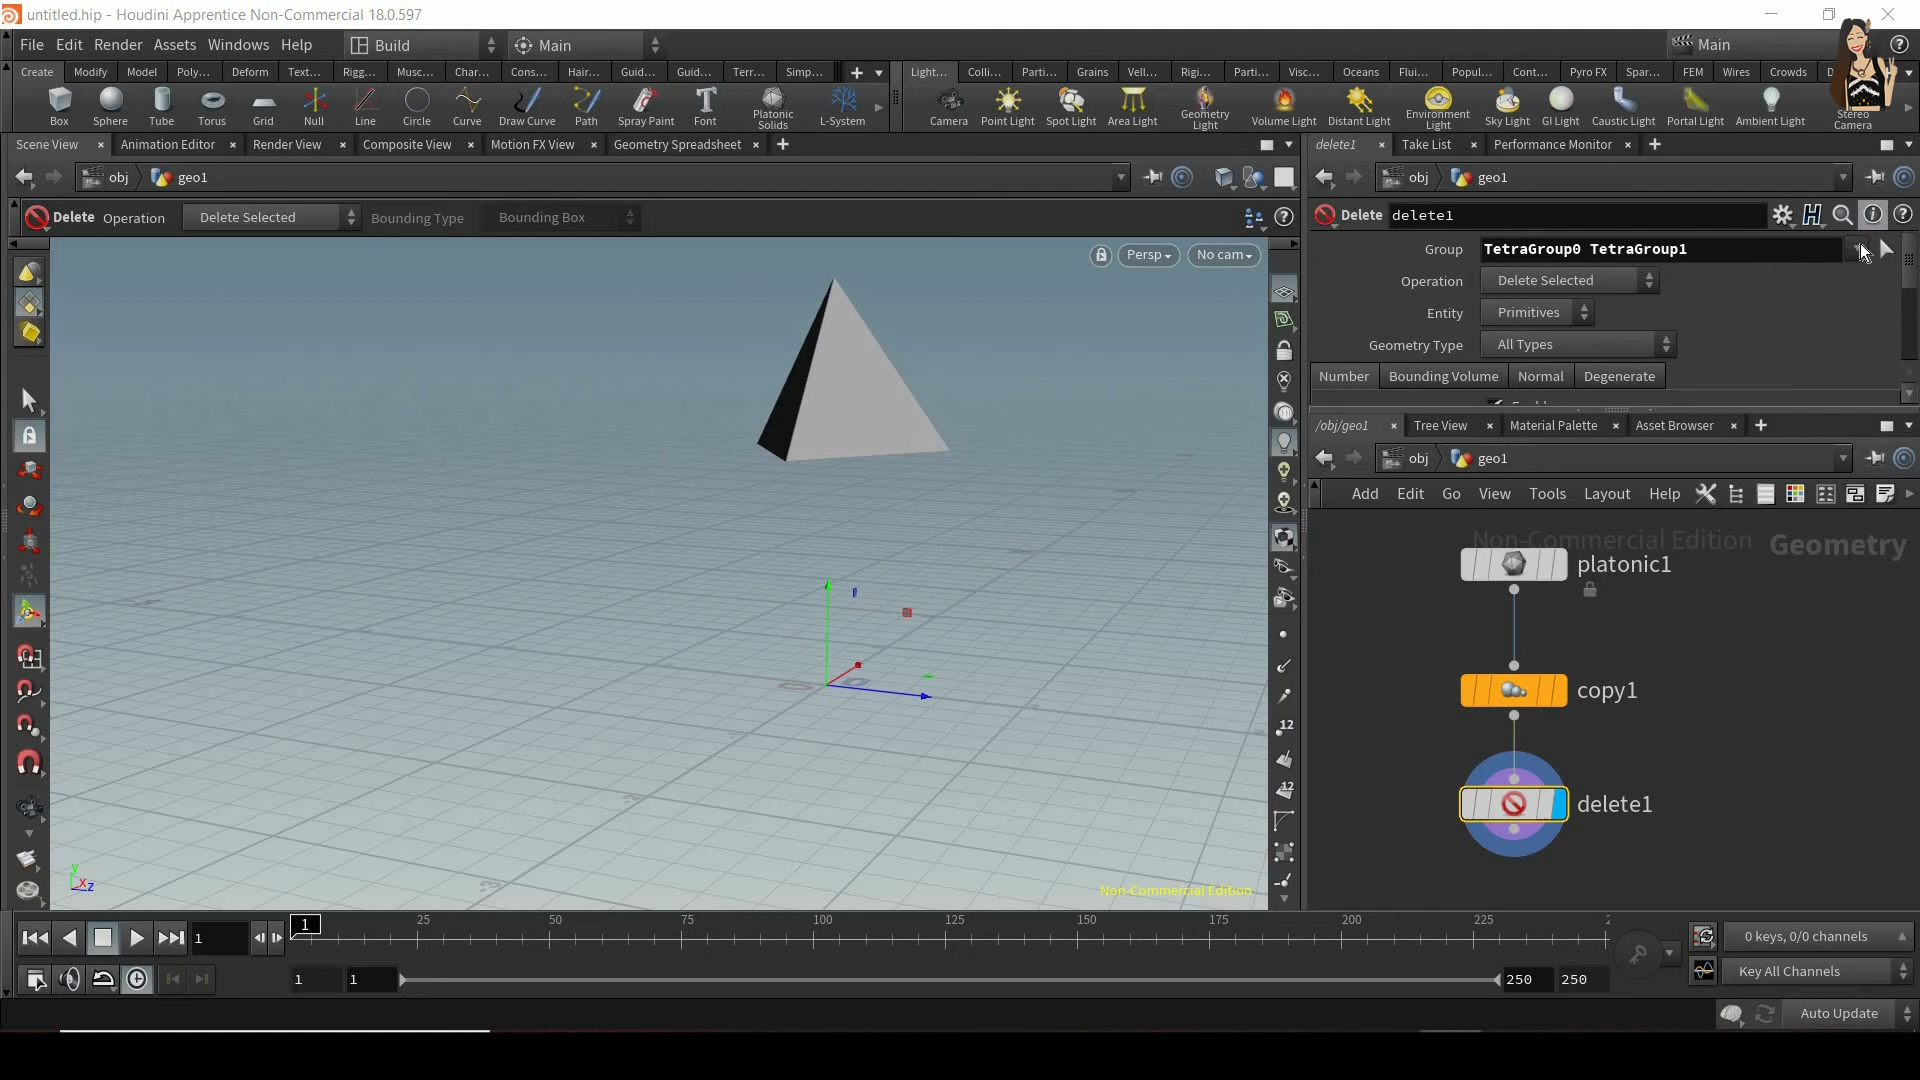 untitled.hip - Houdini Apprentice Non-Commercial 18.0.597
File Edit Render Assets Windows Help Build Main Main
Create Modify Model Poly... Deform Text... Rigg... Musc... Char... Cons... Hair... Guid... Guid... Terr... Simp... Light... Colli... Parti... Grains Vell... Rigi... Parti... Visc... Oceans Flui... Popul... Cont... Pyro FX Spar... FEM Wires Crowds
Box Sphere Tube Torus Grid Null Line Circle Curve Draw Curve Path Spray Paint Font Platonic Solids L-System Camera Point Light Spot Light Area Light Geometry Light Volume Light Distant Light Environment Light Sky Light GI Light Caustic Light Portal Light Ambient Light Stereo Camera
Scene View Animation Editor Render View Composite View Motion FX View Geometry Spreadsheet
obj geo1
Delete Operation Delete Selected Bounding Type Bounding Box
Persp No cam
delete1 Take List Performance Monitor
obj geo1
Delete delete1
Group TetraGroup0 TetraGroup1
Operation Delete Selected
Entity Primitives
Geometry Type All Types
Number Bounding Volume Normal Degenerate
/obj/geo1 Tree View Material Palette Asset Browser
obj geo1
Add Edit Go View Tools Layout Help
Non-Commercial Edition Geometry
platonic1
copy1
delete1
12
12
y x z
Non-Commercial Edition
1 1 25 50 75 100 125 150 175 200 225 2
0 keys, 0/0 channels
1 1 250 250 Key All Channels
Auto Update